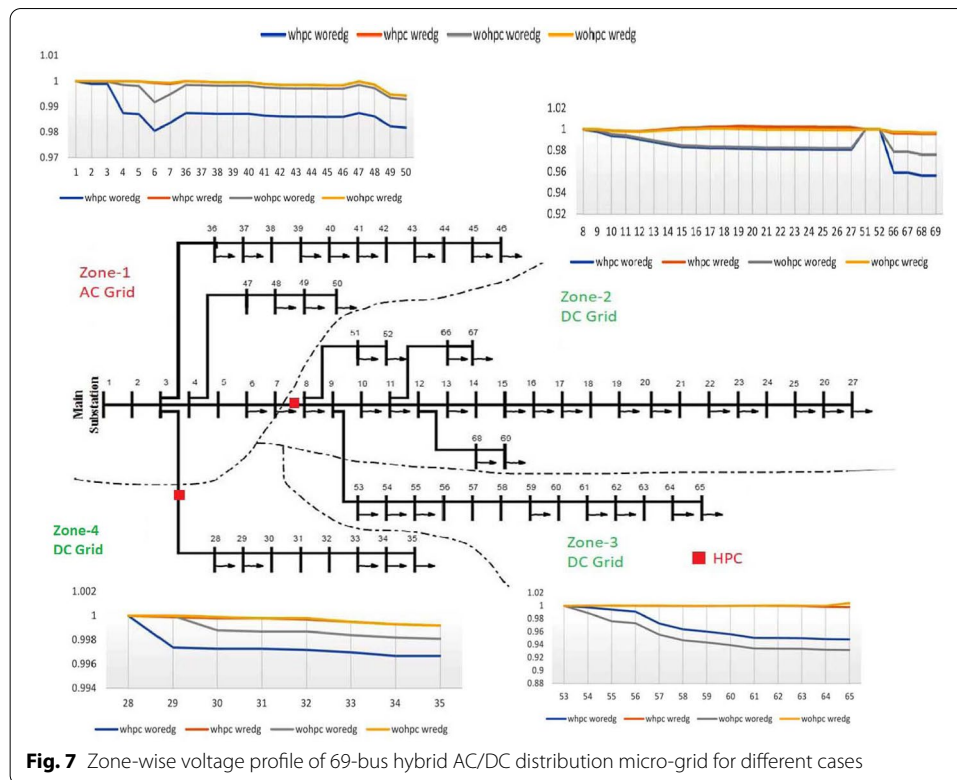 whpc woredg whpc wredg wohpc woredg wohpc wredg
1.01
1
0.99
0.98
0.97
1 2 3 4 5 6 7 36 37 38 39 40 41 42 43 44 45 46 47 48 49 50
whpc woredg whpc wredg wohpc woredg wohpc wredg
1.02
1
0.98
0.96
0.94
0.92
8 9 10 11 12 13 14 15 16 17 18 19 20 21 22 23 24 25 26 27 51 52 66 67 68 69
whpc woredg whpc wredg wohpc woredg wohpc wredg
36 37 38 39 40 41 42 43 44 45 46
Zone-1
AC Grid
47 48 49 50
Zone-2
DC Grid
51 52 66 67
Main
Substation
1 2 3 4 5 6 7 8 9 10 11 12 13 14 15 16 17 18 19 20 21 22 23 24 25 26 27
68 69
53 54 55 56 57 58 59 60 61 62 63 64 65
Zone-4
DC Grid
28 29 30 31 32 33 34 35
Zone-3
DC Grid
HPC
1.002
1
0.998
0.996
0.994
28 29 30 31 32 33 34 35
whpc woredg whpc wredg wohpc woredg wohpc wredg
1.02
1
0.98
0.96
0.94
0.92
0.9
0.88
53 54 55 56 57 58 59 60 61 62 63 64 65
whpc woredg whpc wredg wohpc woredg wohpc wredg
Fig. 7 Zone-wise voltage profile of 69-bus hybrid AC/DC distribution micro-grid for different cases